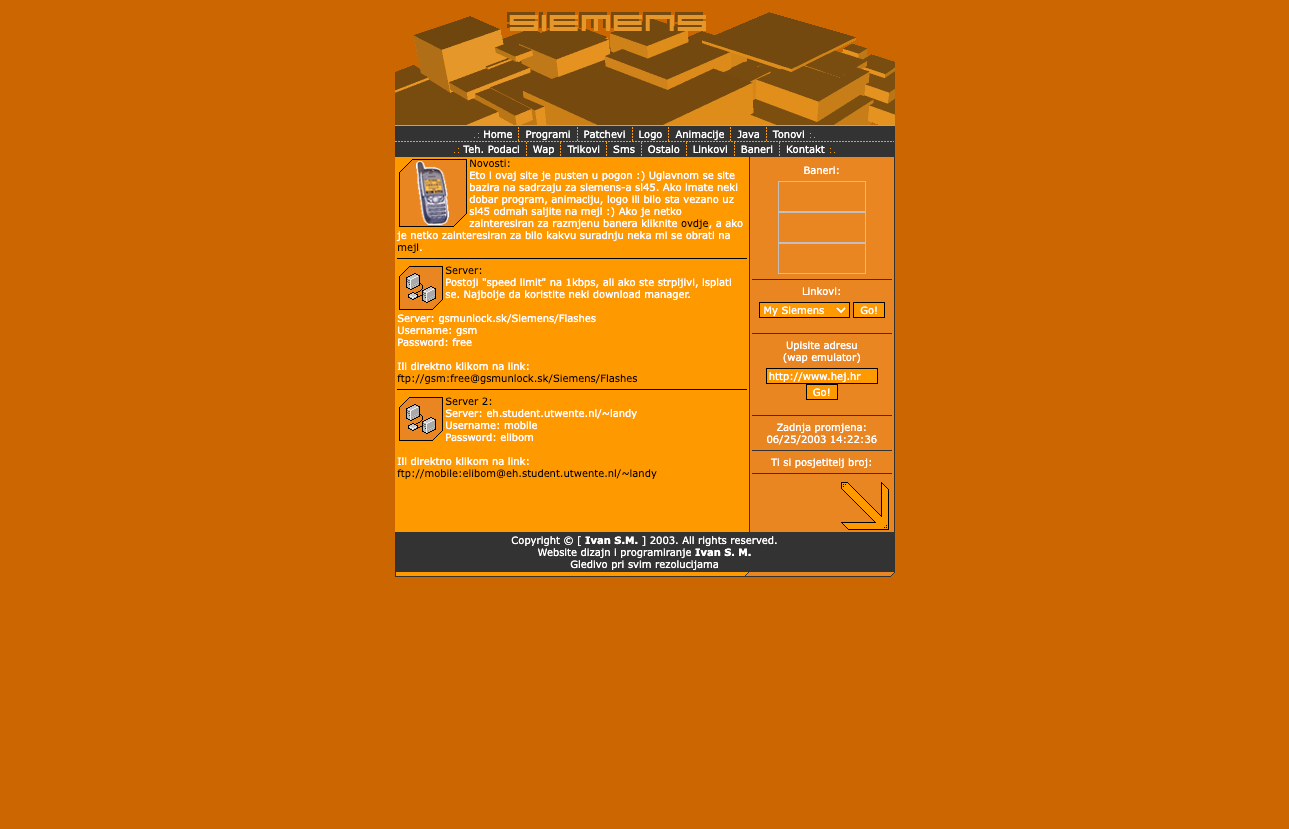 SIEMENS
.: Home Programi Patchevi Logo Animacije Java Tonovi :.
.: Teh. Podaci Wap Trikovi Sms Ostalo Linkovi Baneri Kontakt :.
Novosti:
Eto i ovaj site je pusten u pogon :) Uglavnom se site
bazira na sadrzaju za siemens-a sl45. Ako imate neki
dobar program, animaciju, logo ili bilo sta vezano uz
sl45 odmah saljite na mejl :) Ako je netko
zainteresiran za razmjenu banera kliknite ovdje, a ako
je netko zainteresiran za bilo kakvu suradnju neka mi se obrati na
mejl.
Server:
Postoji "speed limit" na 1kbps, ali ako ste strpljivi, isplati
se. Najbolje da koristite neki download manager.
Server: gsmunlock.sk/Siemens/Flashes
Username: gsm
Password: free
Ili direktno klikom na link:
ftp://gsm:free@gsmunlock.sk/Siemens/Flashes
Server 2:
Server: eh.student.utwente.nl/~landy
Username: mobile
Password: elibom
Ili direktno klikom na link:
ftp://mobile:elibom@eh.student.utwente.nl/~landy
Baneri:
Linkovi:
My Siemens Go!
Upisite adresu
(wap emulator)
http://www.hej.hr
Go!
Zadnja promjena:
06/25/2003 14:22:36
Ti si posjetitelj broj:
Copyright © [ Ivan S.M. ] 2003. All rights reserved.
Website dizajn i programiranje Ivan S. M.
Gledivo pri svim rezolucijama